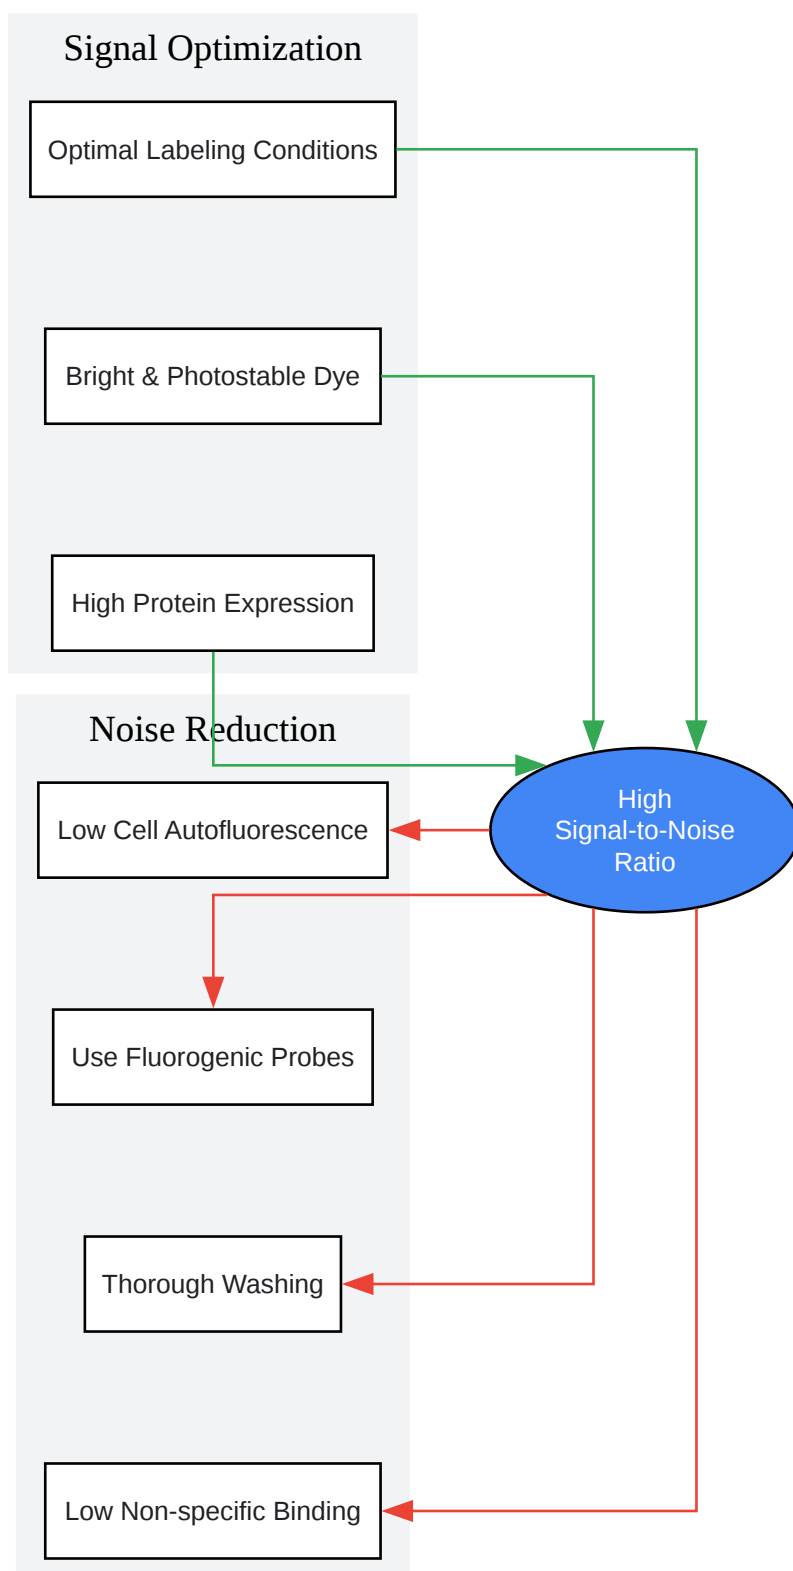 Signal Optimization
Optimal Labeling Conditions
Bright & Photostable Dye
High Protein Expression
Noise Reduction
Low Cell Autofluorescence
High
Signal-to-Noise
Ratio
Use Fluorogenic Probes
Thorough Washing
Low Non-specific Binding